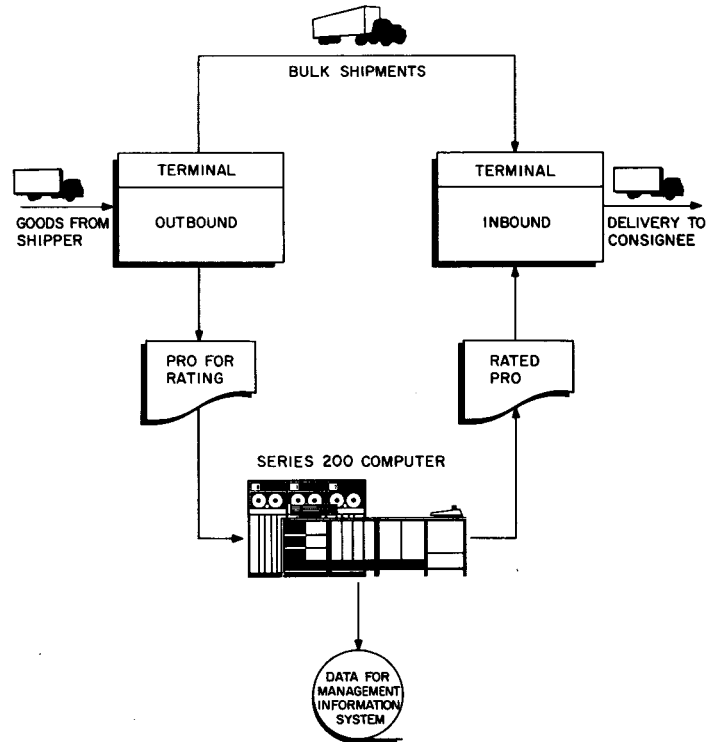 BULK SHIPMENTS
TERMINAL
OUTBOUND
TERMINAL
INBOUND
GOODS FROM
SHIPPER
DELIVERY TO
CONSIGNEE
PRO FOR
RATING
RATED
PRO
SERIES 200 COMPUTER
DATA FOR
MANAGEMENT
INFORMATION
SYSTEM